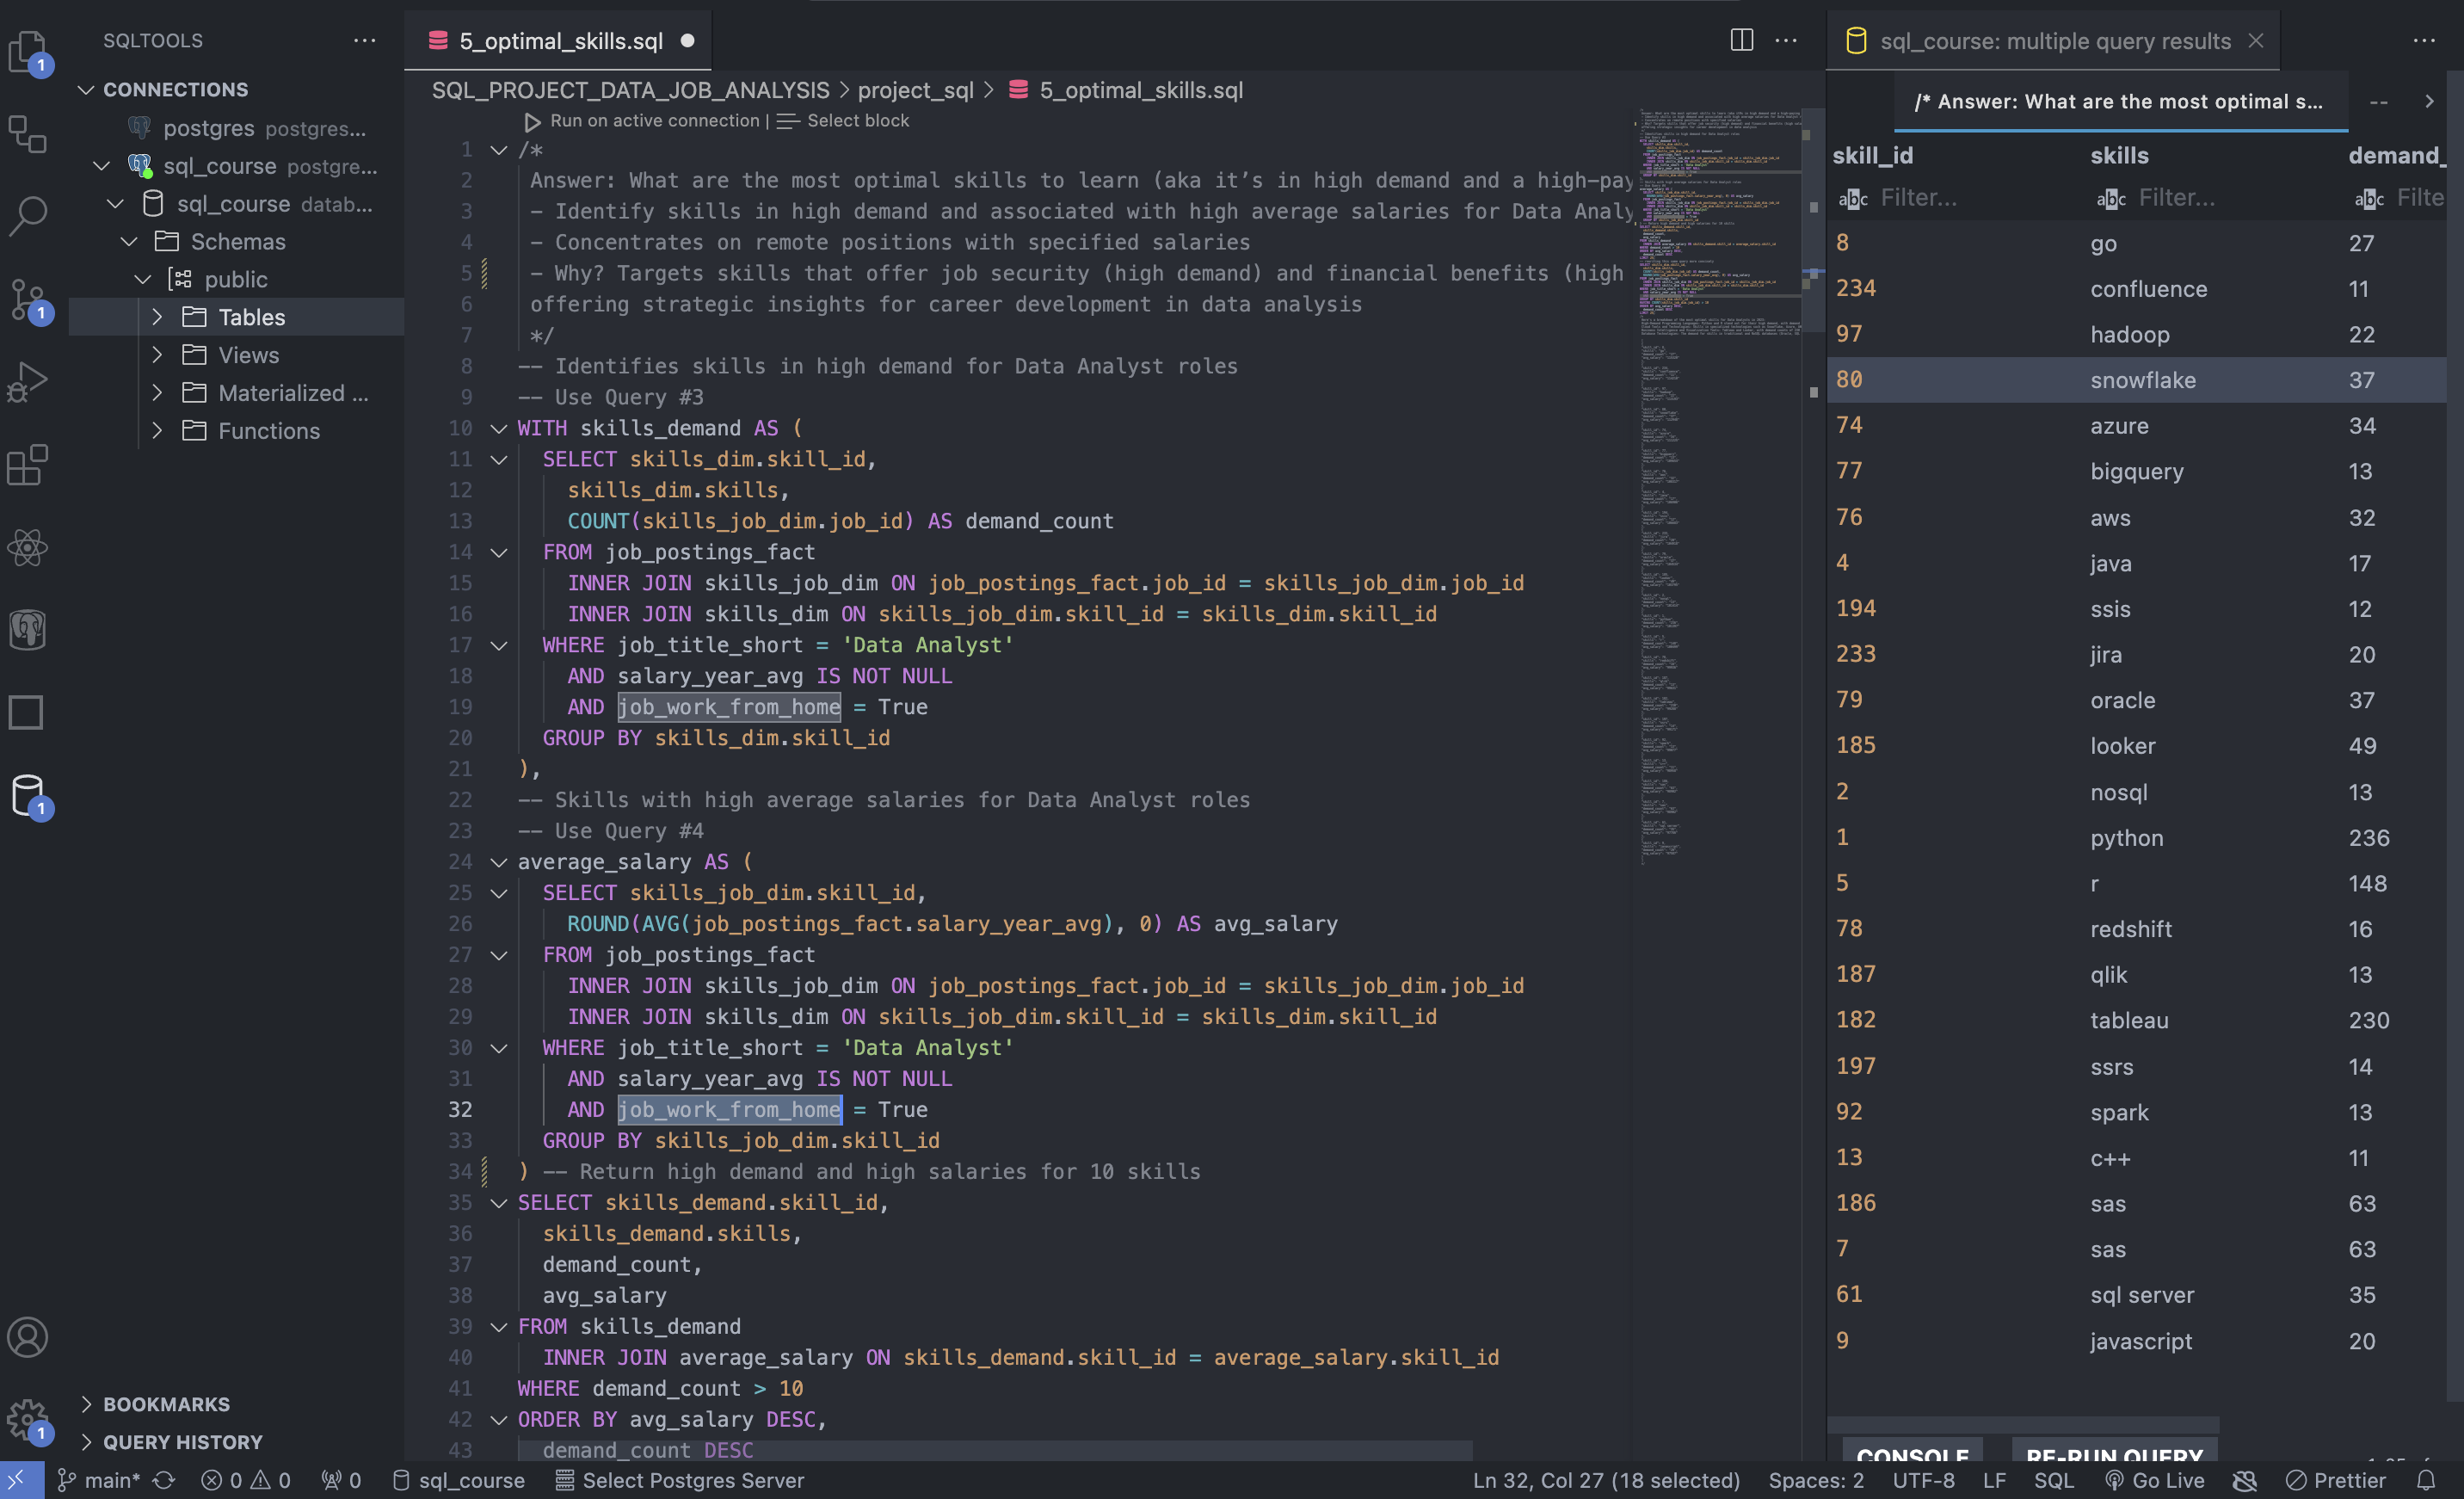 SQLTOOLS
CONNECTIONS
postgres postgres...
sql_course postgre...
sql_course datab...
Schemas
public
Tables
Views
Materialized ...
Functions
BOOKMARKS
QUERY HISTORY
5_optimal_skills.sql
SQL_PROJECT_DATA_JOB_ANALYSIS > project_sql > 5_optimal_skills.sql
Run on active connection | Select block
1 /*
2 Answer: What are the most optimal skills to learn (aka it’s in high demand and a high-pay
3 - Identify skills in high demand and associated with high average salaries for Data Analy
4 - Concentrates on remote positions with specified salaries
5 - Why? Targets skills that offer job security (high demand) and financial benefits (high
6 offering strategic insights for career development in data analysis
7 */
8 -- Identifies skills in high demand for Data Analyst roles
9 -- Use Query #3
10 WITH skills_demand AS (
11 SELECT skills_dim.skill_id,
12 skills_dim.skills,
13 COUNT(skills_job_dim.job_id) AS demand_count
14 FROM job_postings_fact
15 INNER JOIN skills_job_dim ON job_postings_fact.job_id = skills_job_dim.job_id
16 INNER JOIN skills_dim ON skills_job_dim.skill_id = skills_dim.skill_id
17 WHERE job_title_short = 'Data Analyst'
18 AND salary_year_avg IS NOT NULL
19 AND job_work_from_home = True
20 GROUP BY skills_dim.skill_id
21 ),
22 -- Skills with high average salaries for Data Analyst roles
23 -- Use Query #4
24 average_salary AS (
25 SELECT skills_job_dim.skill_id,
26 ROUND(AVG(job_postings_fact.salary_year_avg), 0) AS avg_salary
27 FROM job_postings_fact
28 INNER JOIN skills_job_dim ON job_postings_fact.job_id = skills_job_dim.job_id
29 INNER JOIN skills_dim ON skills_job_dim.skill_id = skills_dim.skill_id
30 WHERE job_title_short = 'Data Analyst'
31 AND salary_year_avg IS NOT NULL
32 AND job_work_from_home = True
33 GROUP BY skills_job_dim.skill_id
34 ) -- Return high demand and high salaries for 10 skills
35 SELECT skills_demand.skill_id,
36 skills_demand.skills,
37 demand_count,
38 avg_salary
39 FROM skills_demand
40 INNER JOIN average_salary ON skills_demand.skill_id = average_salary.skill_id
41 WHERE demand_count > 10
42 ORDER BY avg_salary DESC,
43 demand_count DESC
sql_course: multiple query results
/* Answer: What are the most optimal s... --
skill_id skills demand_
abc Filter... abc Filter... abc Filte
8 go 27
234 confluence 11
97 hadoop 22
80 snowflake 37
74 azure 34
77 bigquery 13
76 aws 32
4 java 17
194 ssis 12
233 jira 20
79 oracle 37
185 looker 49
2 nosql 13
1 python 236
5 r 148
78 redshift 16
187 qlik 13
182 tableau 230
197 ssrs 14
92 spark 13
13 c++ 11
186 sas 63
7 sas 63
61 sql server 35
9 javascript 20
CONSOLE RE-RUN QUERY
main* 0 0 0 sql_course Select Postgres Server Ln 32, Col 27 (18 selected) Spaces: 2 UTF-8 LF SQL Go Live Prettier